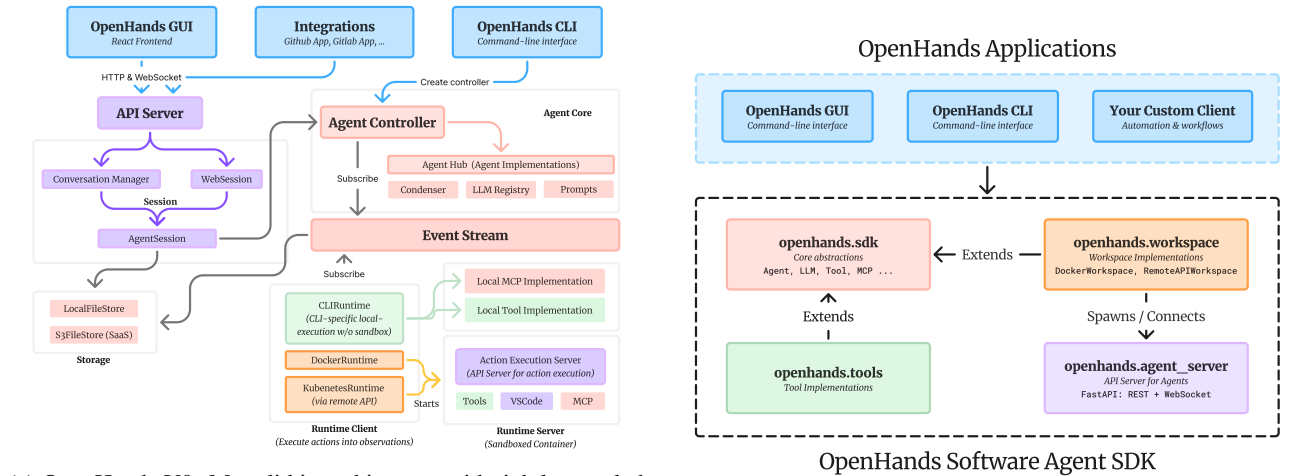 OpenHands GUI
React Frontend
Integrations
Github App, Gitlab App, ...
OpenHands CLI
Command-line interface
HTTP & WebSocket
Create controller
API Server
Agent Core
Agent Controller
Agent Hub (Agent Implementations)
Condenser
LLM Registry
Prompts
Subscribe
Conversation Manager
WebSession
Session
AgentSession
Event Stream
Subscribe
LocalFileStore
S3FileStore (SaaS)
Storage
CLIRuntime
(CLI-specific local-
execution w/o sandbox)
DockerRuntime
KubenetesRuntime
(via remote API)
Starts
Runtime Client
(Execute actions into observations)
Local MCP Implementation
Local Tool Implementation
Action Execution Server
(API Server for action execution)
Tools
VSCode
MCP
Runtime Server
(Sandboxed Container)
OpenHands Applications
OpenHands GUI
Command-line interface
OpenHands CLI
Command-line interface
Your Custom Client
Automation & workflows
openhands.sdk
Core abstractions
Agent, LLM, Tool, MCP ...
Extends
openhands.workspace
Workspace Implementations
DockerWorkspace, RemoteAPIWorkspace
Extends
Spawns / Connects
openhands.tools
Tool Implementations
openhands.agent_server
API Server for Agents
FastAPI: REST + WebSocket
OpenHands Software Agent SDK